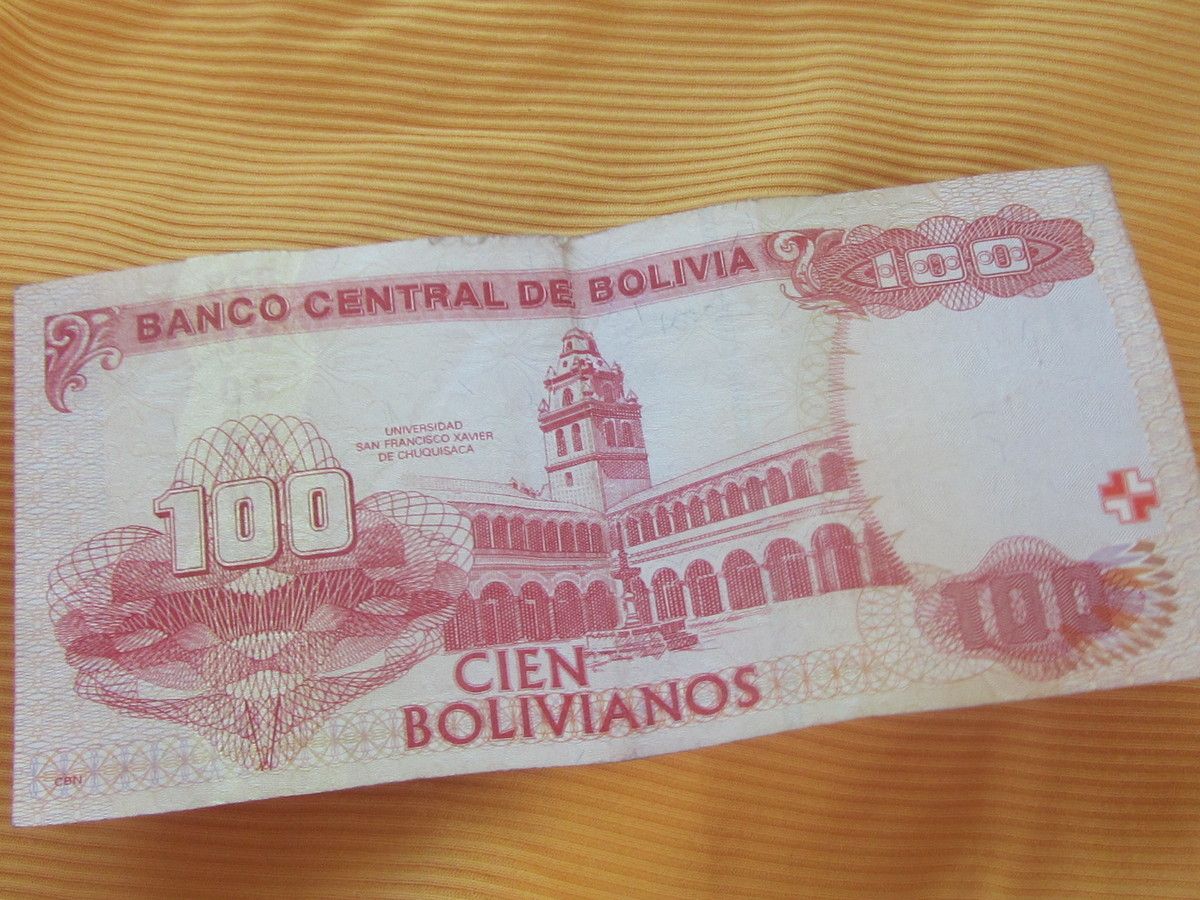 BANCO CENTRAL DE BOLIVIA
100
UNIVERSIDAD
SAN FRANCISCO XAVIER
DE CHUQUISACA
100
100
CIEN
BOLIVIANOS
CBN